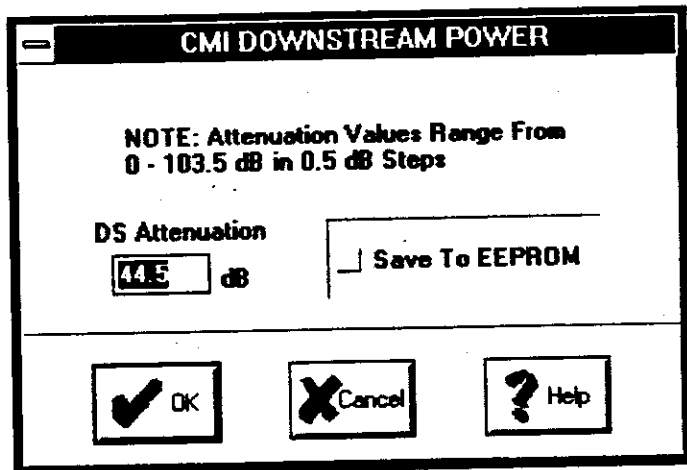 CMI DOWNSTREAM POWER
NOTE: Attenuation Values Range From
0 - 103.5 dB in 0.5 dB Steps
DS Attenuation
44.5 dB
Save To EEPROM
OK
Cancel
Help